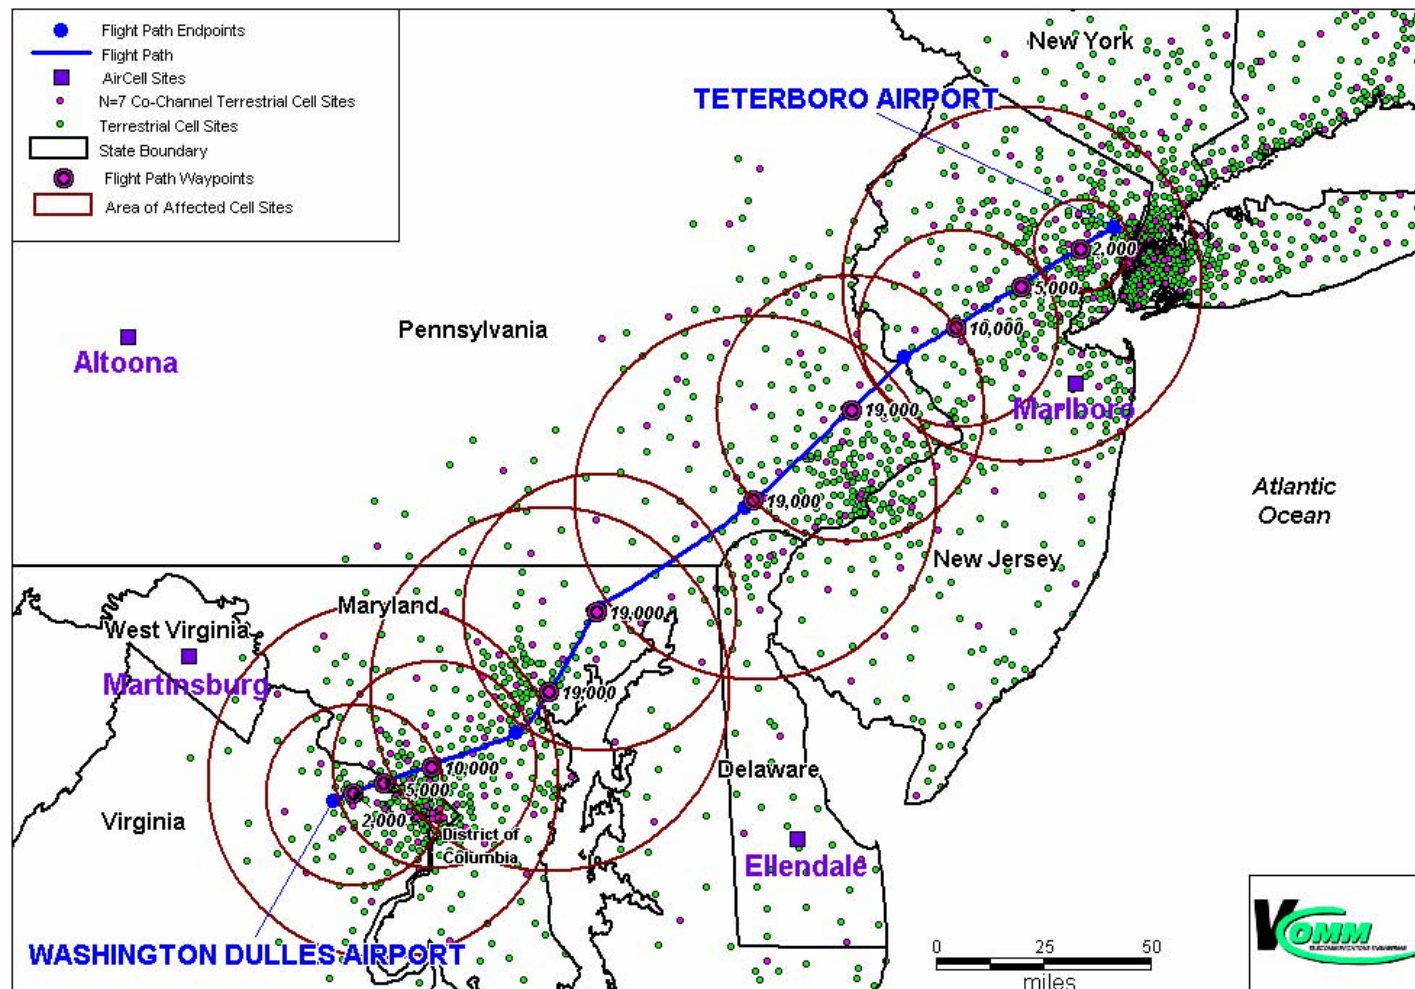 Flight Path Endpoints
Flight Path
AirCell Sites
N=7 Co-Channel Terrestrial Cell Sites
Terrestrial Cell Sites
State Boundary
Flight Path Waypoints
Area of Affected Cell Sites
New York
TETERBORO AIRPORT
2,000
5,000
10,000
Pennsylvania
Altoona
Marlboro
19,000
19,000
Atlantic
Ocean
New Jersey
Maryland
19,000
West Virginia
Martinsburg
19,000
10,000
Delaware
5,000
2,000
Virginia
District of
Columbia
Ellendale
WASHINGTON DULLES AIRPORT
0 25 50
miles
V COMM
TELECOMMUNICATIONS ENGINEERING